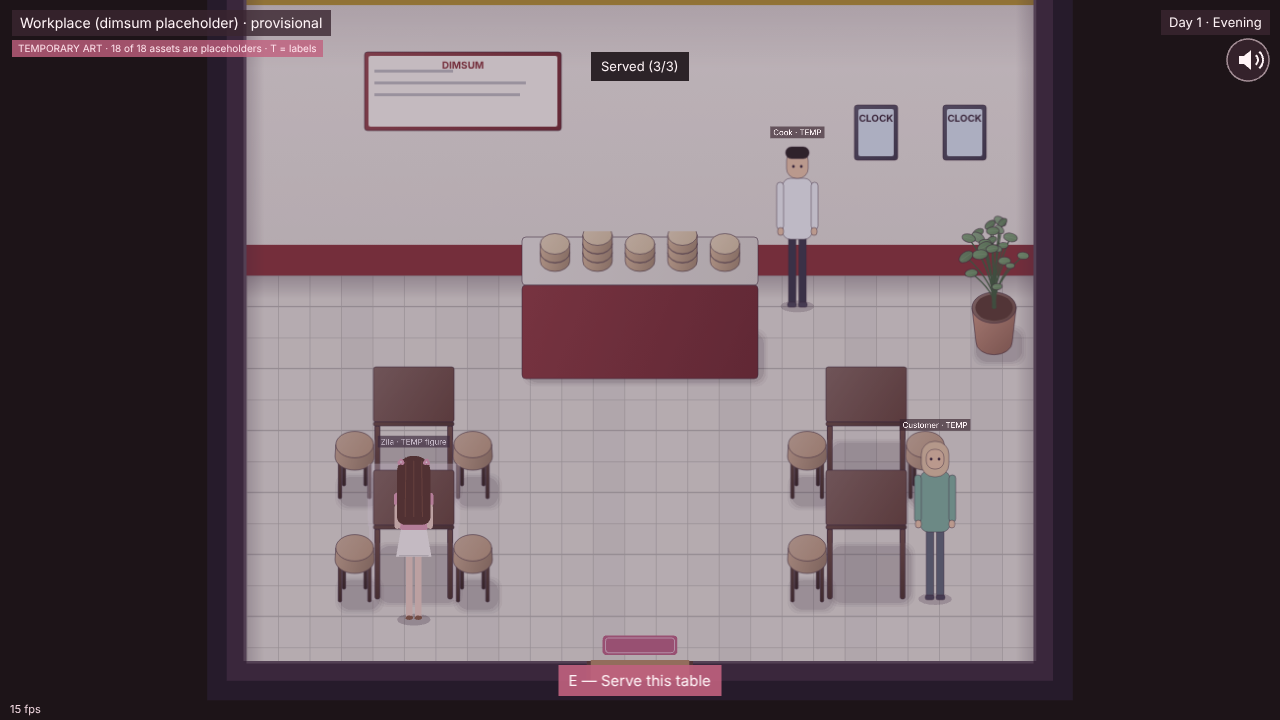 Workplace (dimsum placeholder) · provisional
TEMPORARY ART · 18 of 18 assets are placeholders · T = labels
Day 1 · Evening
DIMSUM
Served (3/3)
CLOCK
CLOCK
Cook · TEMP
Customer · TEMP
Zila · TEMP figure
E — Serve this table
15 fps